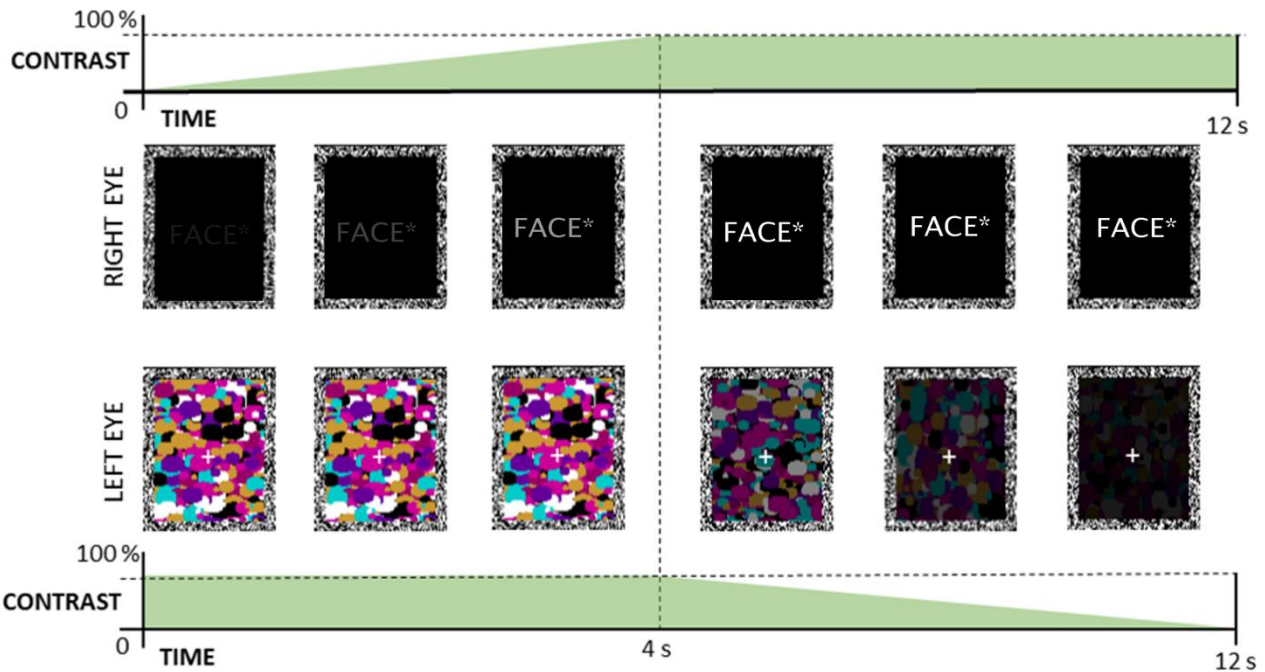 100 %
CONTRAST
0
TIME
12 s
RIGHT EYE
FACE* FACE* FACE* FACE* FACE* FACE*
LEFT EYE
100 %
CONTRAST
0
TIME
4 s
12 s